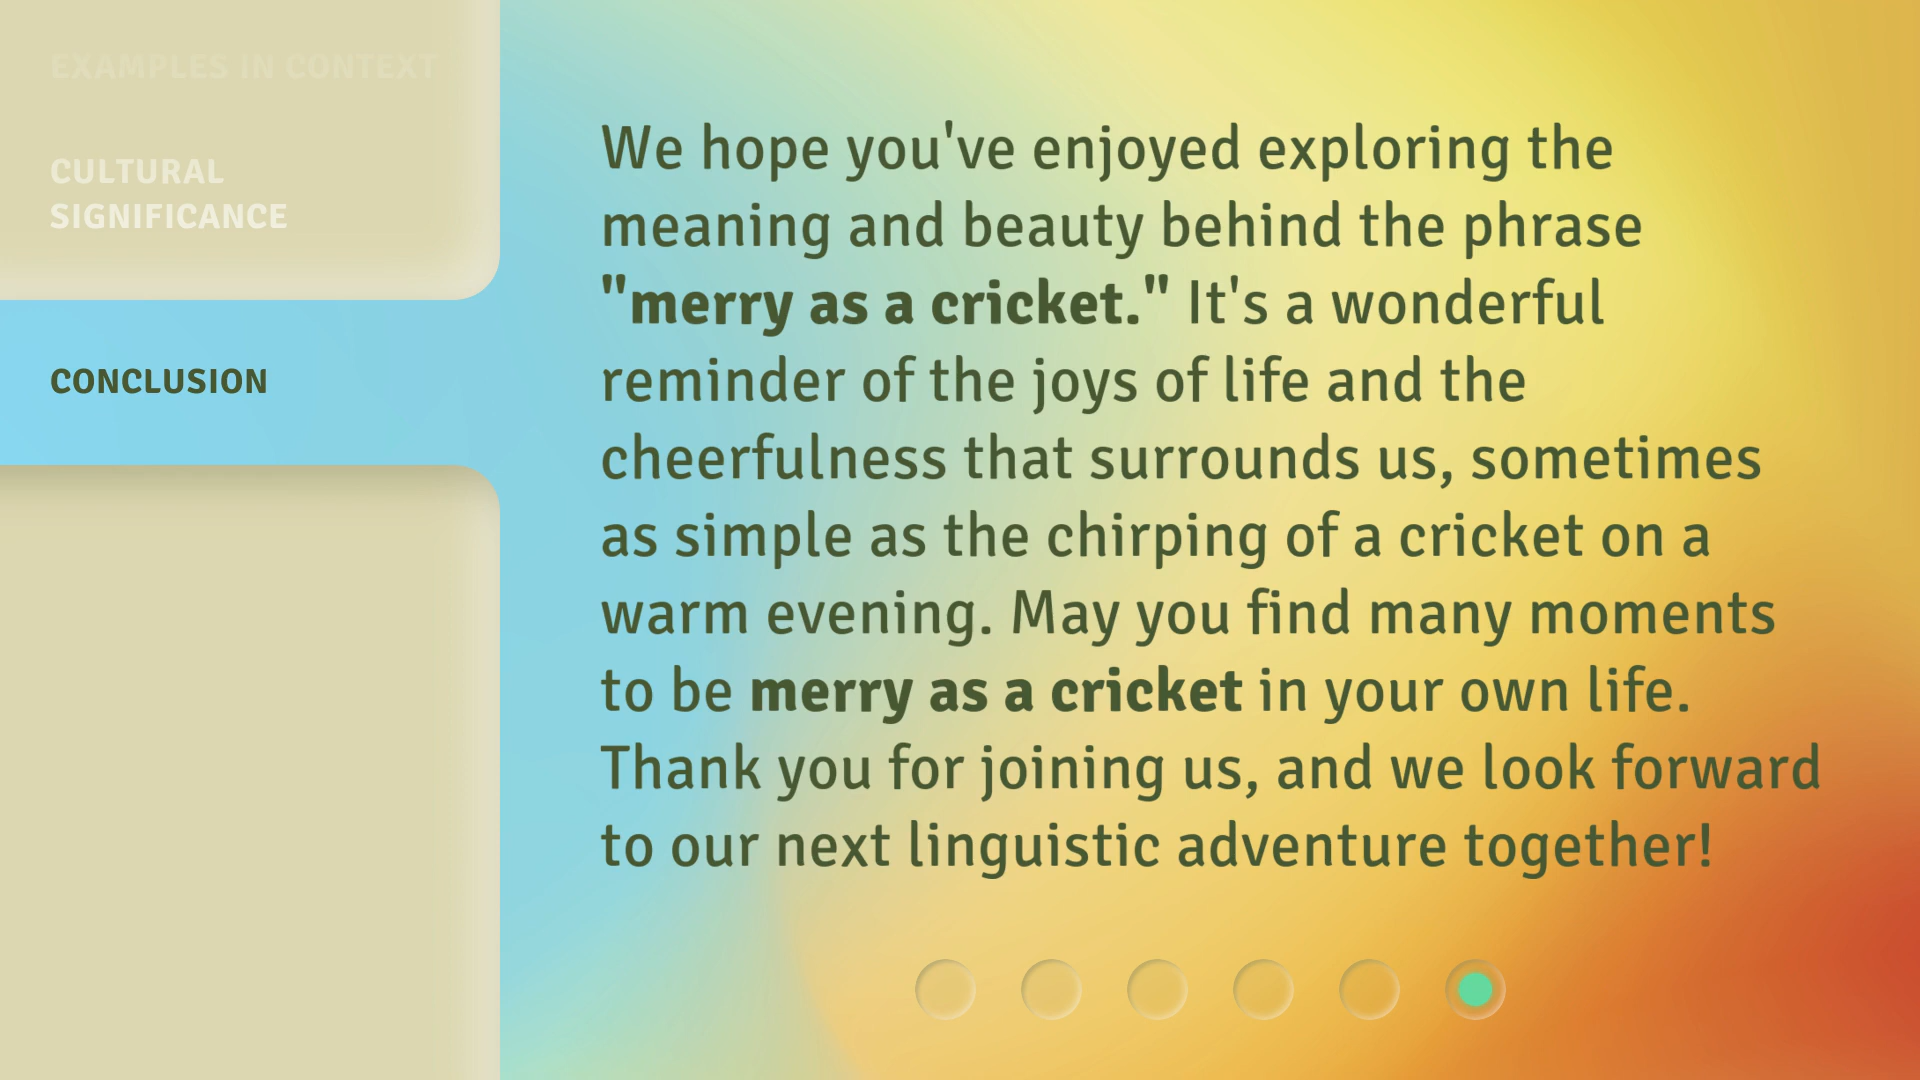 EXAMPLES IN CONTEXT
CULTURAL
SIGNIFICANCE
CONCLUSION
We hope you've enjoyed exploring the
meaning and beauty behind the phrase
"merry as a cricket." It's a wonderful
reminder of the joys of life and the
cheerfulness that surrounds us, sometimes
as simple as the chirping of a cricket on a
warm evening. May you find many moments
to be merry as a cricket in your own life.
Thank you for joining us, and we look forward
to our next linguistic adventure together!